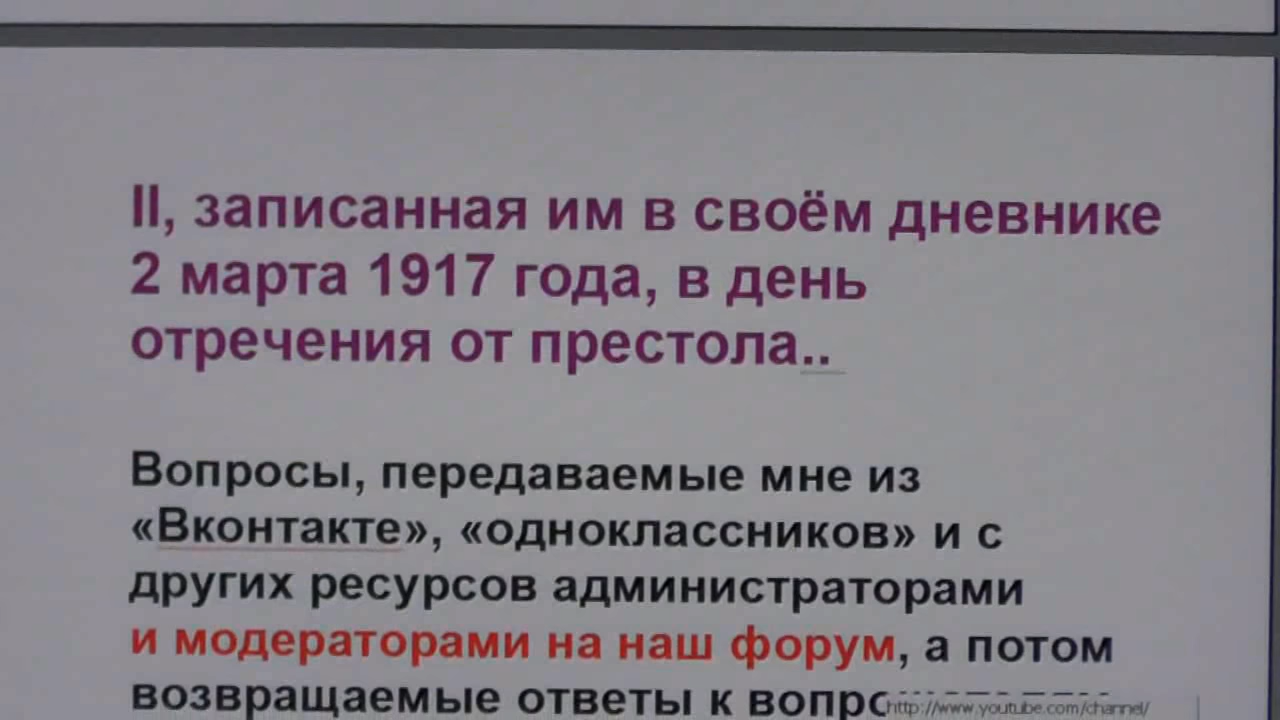 II, записанная им в своём дневнике
2 марта 1917 года, в день
отречения от престола..
Вопросы, передаваемые мне из
«Вконтакте», «одноклассников» и с
других ресурсов администраторами
и модераторами на наш форум, а потом
возвращаемые ответы к
http://www.youtube.com/channel/